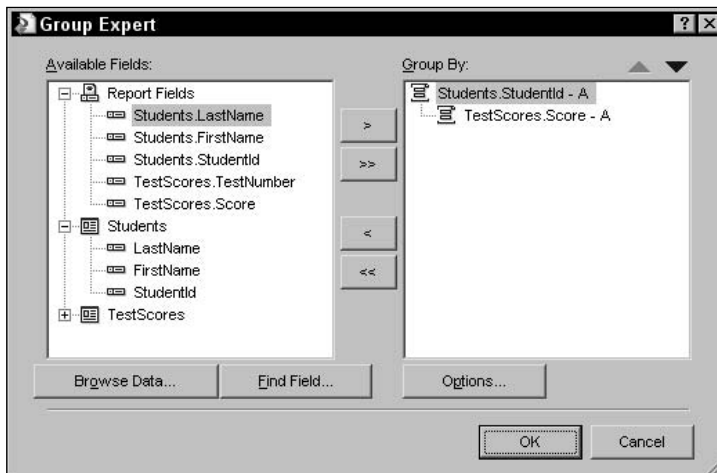 Group Expert
Available Fields:
Report Fields
Students.LastName
Students.FirstName
Students.StudentId
TestScores.TestNumber
TestScores.Score
Students
LastName
FirstName
StudentId
TestScores
Browse Data...
Find Field...
>
>>
<
<<
Group By:
Students.StudentId - A
TestScores.Score - A
Options...
OK
Cancel